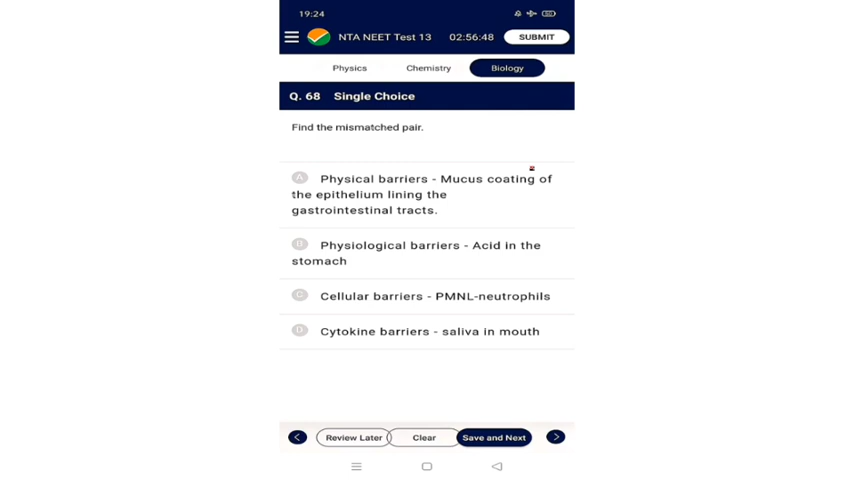 19:24
NTA NEET Test 13 02:56:48 SUBMIT
Physics Chemistry Biology
Q. 68 Single Choice
Find the mismatched pair.
A Physical barriers - Mucus coating of
the epithelium lining the
gastrointestinal tracts.
B Physiological barriers - Acid in the
stomach
C Cellular barriers - PMNL-neutrophils
D Cytokine barriers - saliva in mouth
Review Later Clear Save and Next